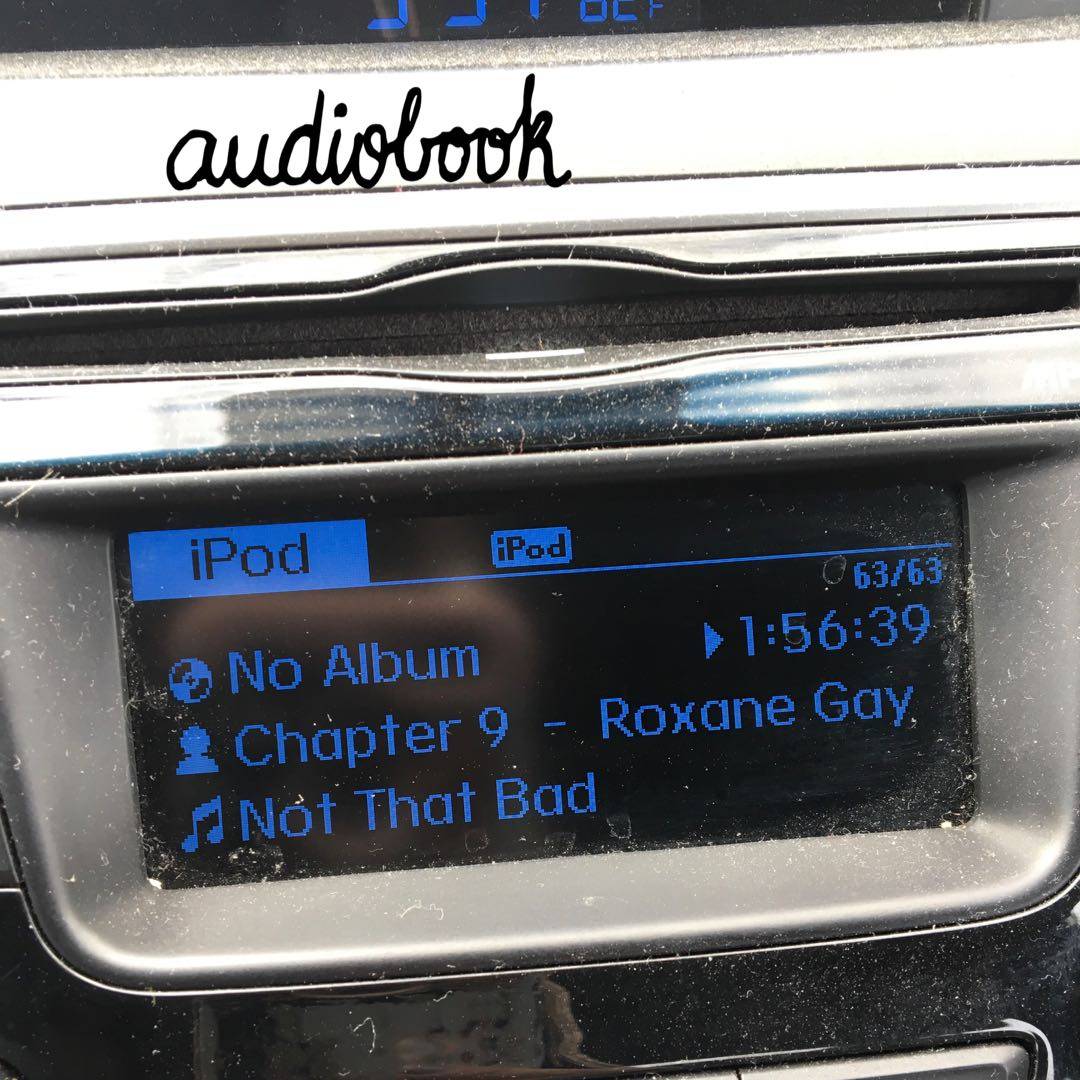 audiobook
iPod iPod
63/63
No Album 1:56:39
Chapter 9 - Roxane Gay
Not That Bad